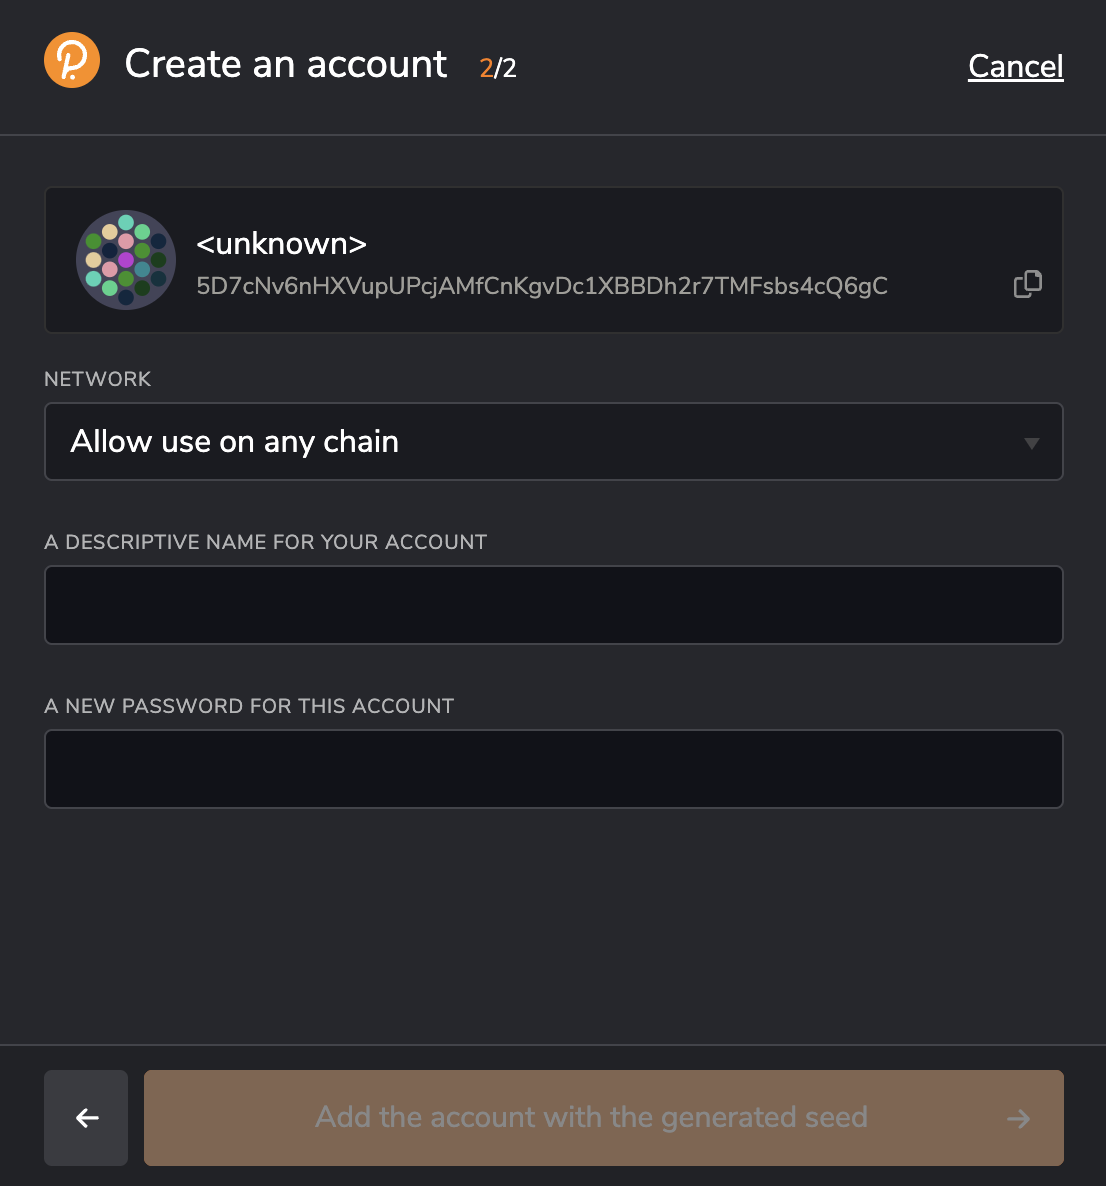 Create an account 2/2 Cancel
<unknown>
5D7cNv6nHXVupUPcjAMfCnKgvDc1XBBDh2r7TMFsbs4cQ6gC
NETWORK
Allow use on any chain
A DESCRIPTIVE NAME FOR YOUR ACCOUNT
A NEW PASSWORD FOR THIS ACCOUNT
Add the account with the generated seed